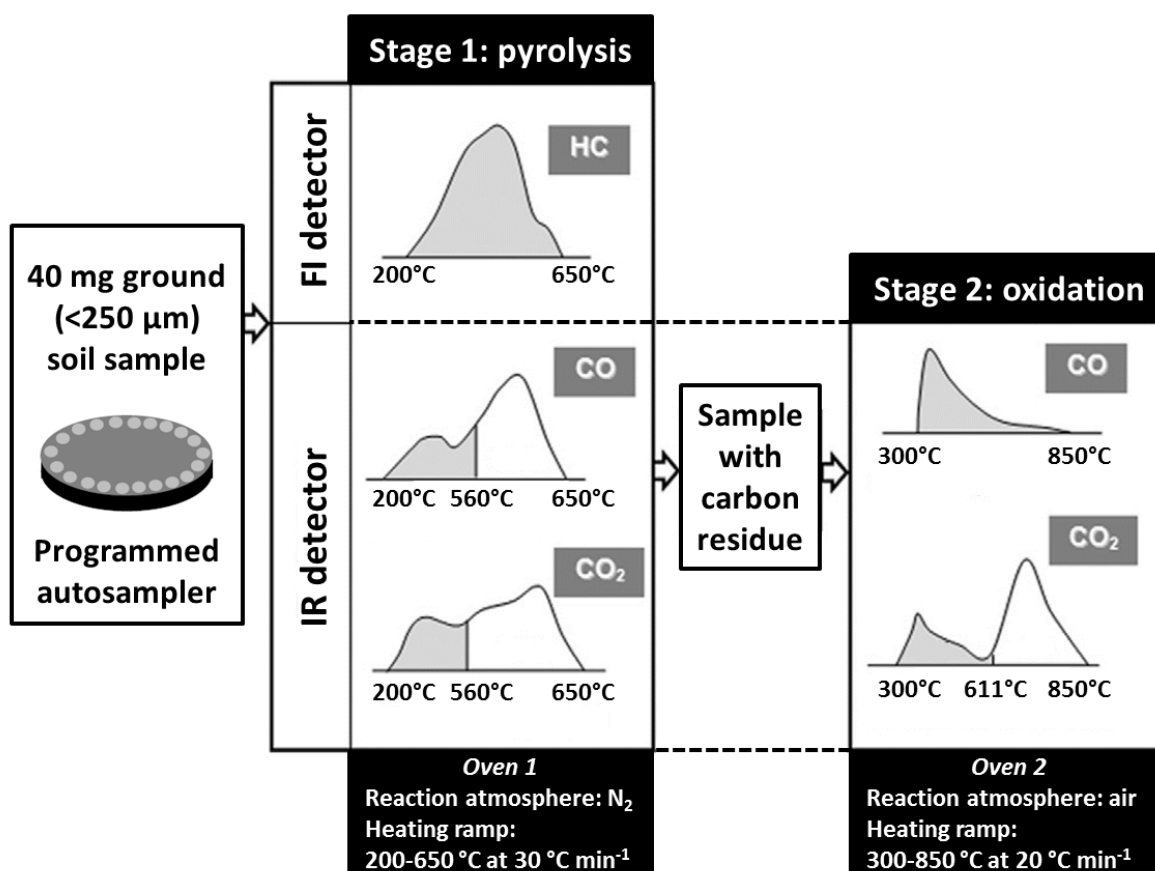 Stage 1: pyrolysis
FI detector
HC
200°C 650°C
40 mg ground
(<250 µm)
soil sample
Programmed
autosampler
IR detector
CO
200°C 560°C 650°C
CO₂
200°C 560°C 650°C
Oven 1
Reaction atmosphere: N₂
Heating ramp:
200-650 °C at 30 °C min⁻¹
Sample
with
carbon
residue
Stage 2: oxidation
CO
300°C 850°C
CO₂
300°C 611°C 850°C
Oven 2
Reaction atmosphere: air
Heating ramp:
300-850 °C at 20 °C min⁻¹